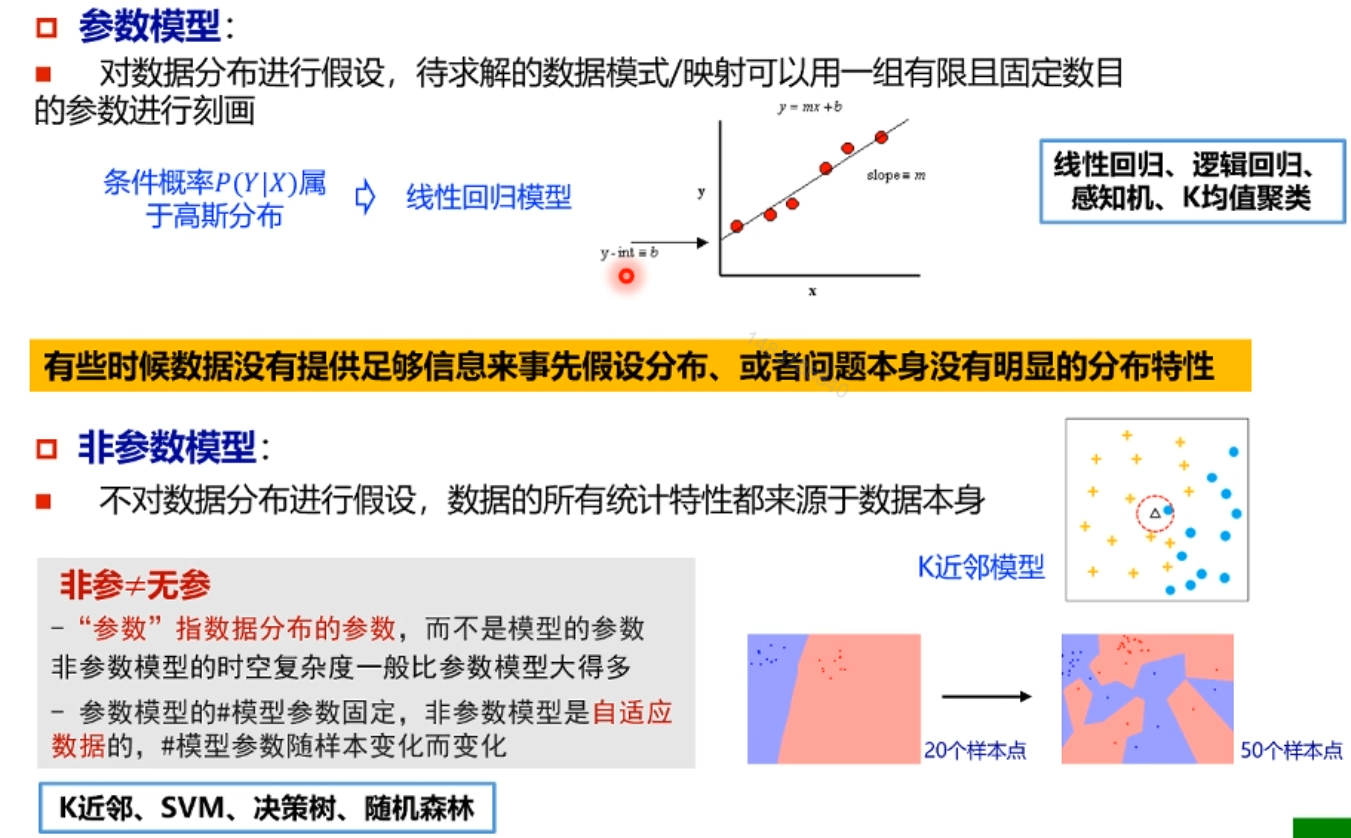 参数模型：
对数据分布进行假设，待求解的数据模式/映射可以用一组有限且固定数目
的参数进行刻画
y = mx + b
条件概率P(Y|X)属
于高斯分布
线性回归模型
y
slope ≡ m
y-int ≡ b
x
线性回归、逻辑回归、
感知机、K均值聚类
有些时候数据没有提供足够信息来事先假设分布、或者问题本身没有明显的分布特性
非参数模型：
不对数据分布进行假设，数据的所有统计特性都来源于数据本身
K近邻模型
非参≠无参
– “参数”指数据分布的参数，而不是模型的参数
非参数模型的时空复杂度一般比参数模型大得多
– 参数模型的#模型参数固定，非参数模型是自适应
数据的，#模型参数随样本变化而变化
20个样本点
50个样本点
K近邻、SVM、决策树、随机森林